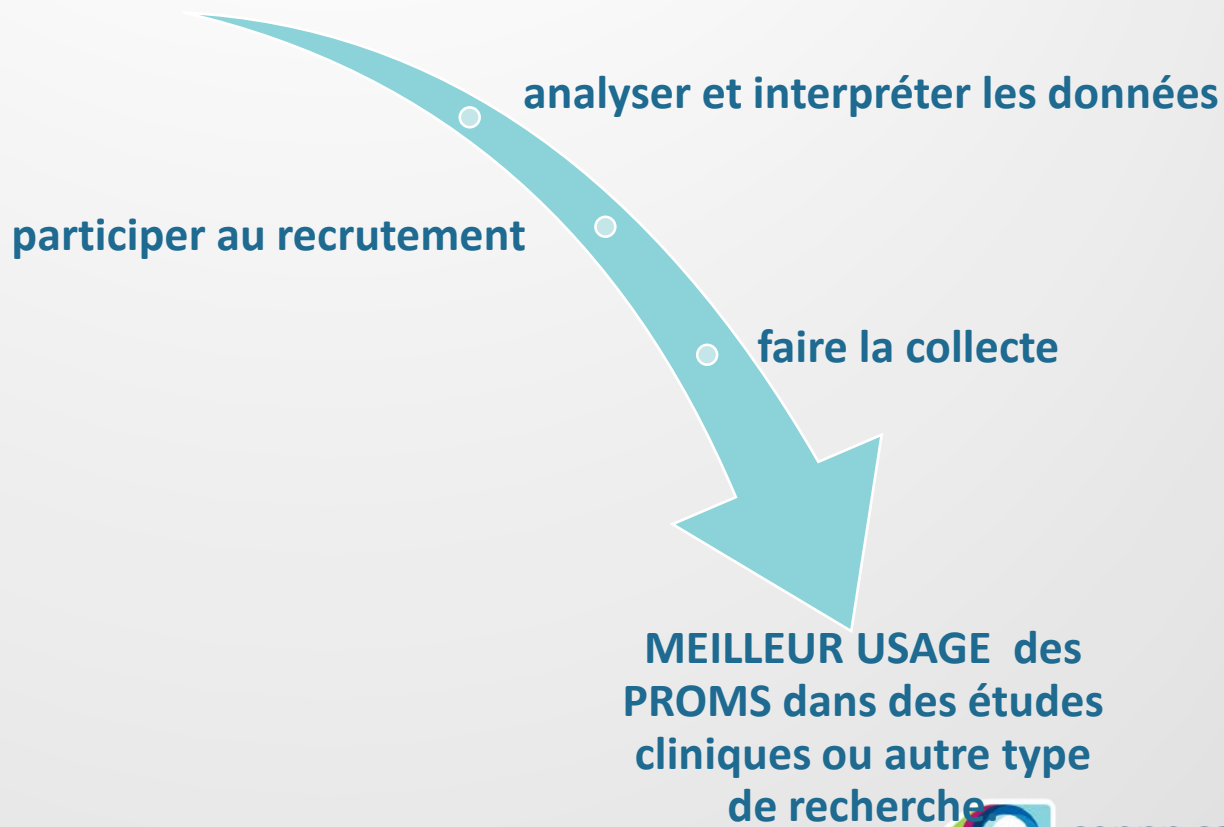 analyser et interpréter les données
participer au recrutement
faire la collecte
MEILLEUR USAGE des
PROMS dans des études
cliniques ou autre type
de recherche.